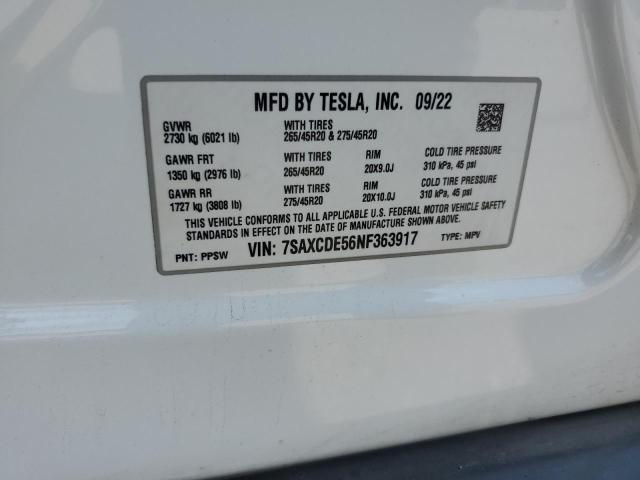 MFD BY TESLA, INC. 09/22
GVWR WITH TIRES
2730 kg (6021 lb) 265/45R20 & 275/45R20
GAWR FRT WITH TIRES RIM COLD TIRE PRESSURE
1350 kg (2976 lb) 265/45R20 20X9.0J 310 kPa, 45 psi
GAWR RR WITH TIRES RIM COLD TIRE PRESSURE
1727 kg (3808 lb) 275/45R20 20X10.0J 310 kPa, 45 psi
THIS VEHICLE CONFORMS TO ALL APPLICABLE U.S. FEDERAL MOTOR VEHICLE SAFETY
STANDARDS IN EFFECT ON THE DATE OF MANUFACTURE SHOWN ABOVE.
PNT: PPSW VIN: 7SAXCDE56NF363917 TYPE: MPV